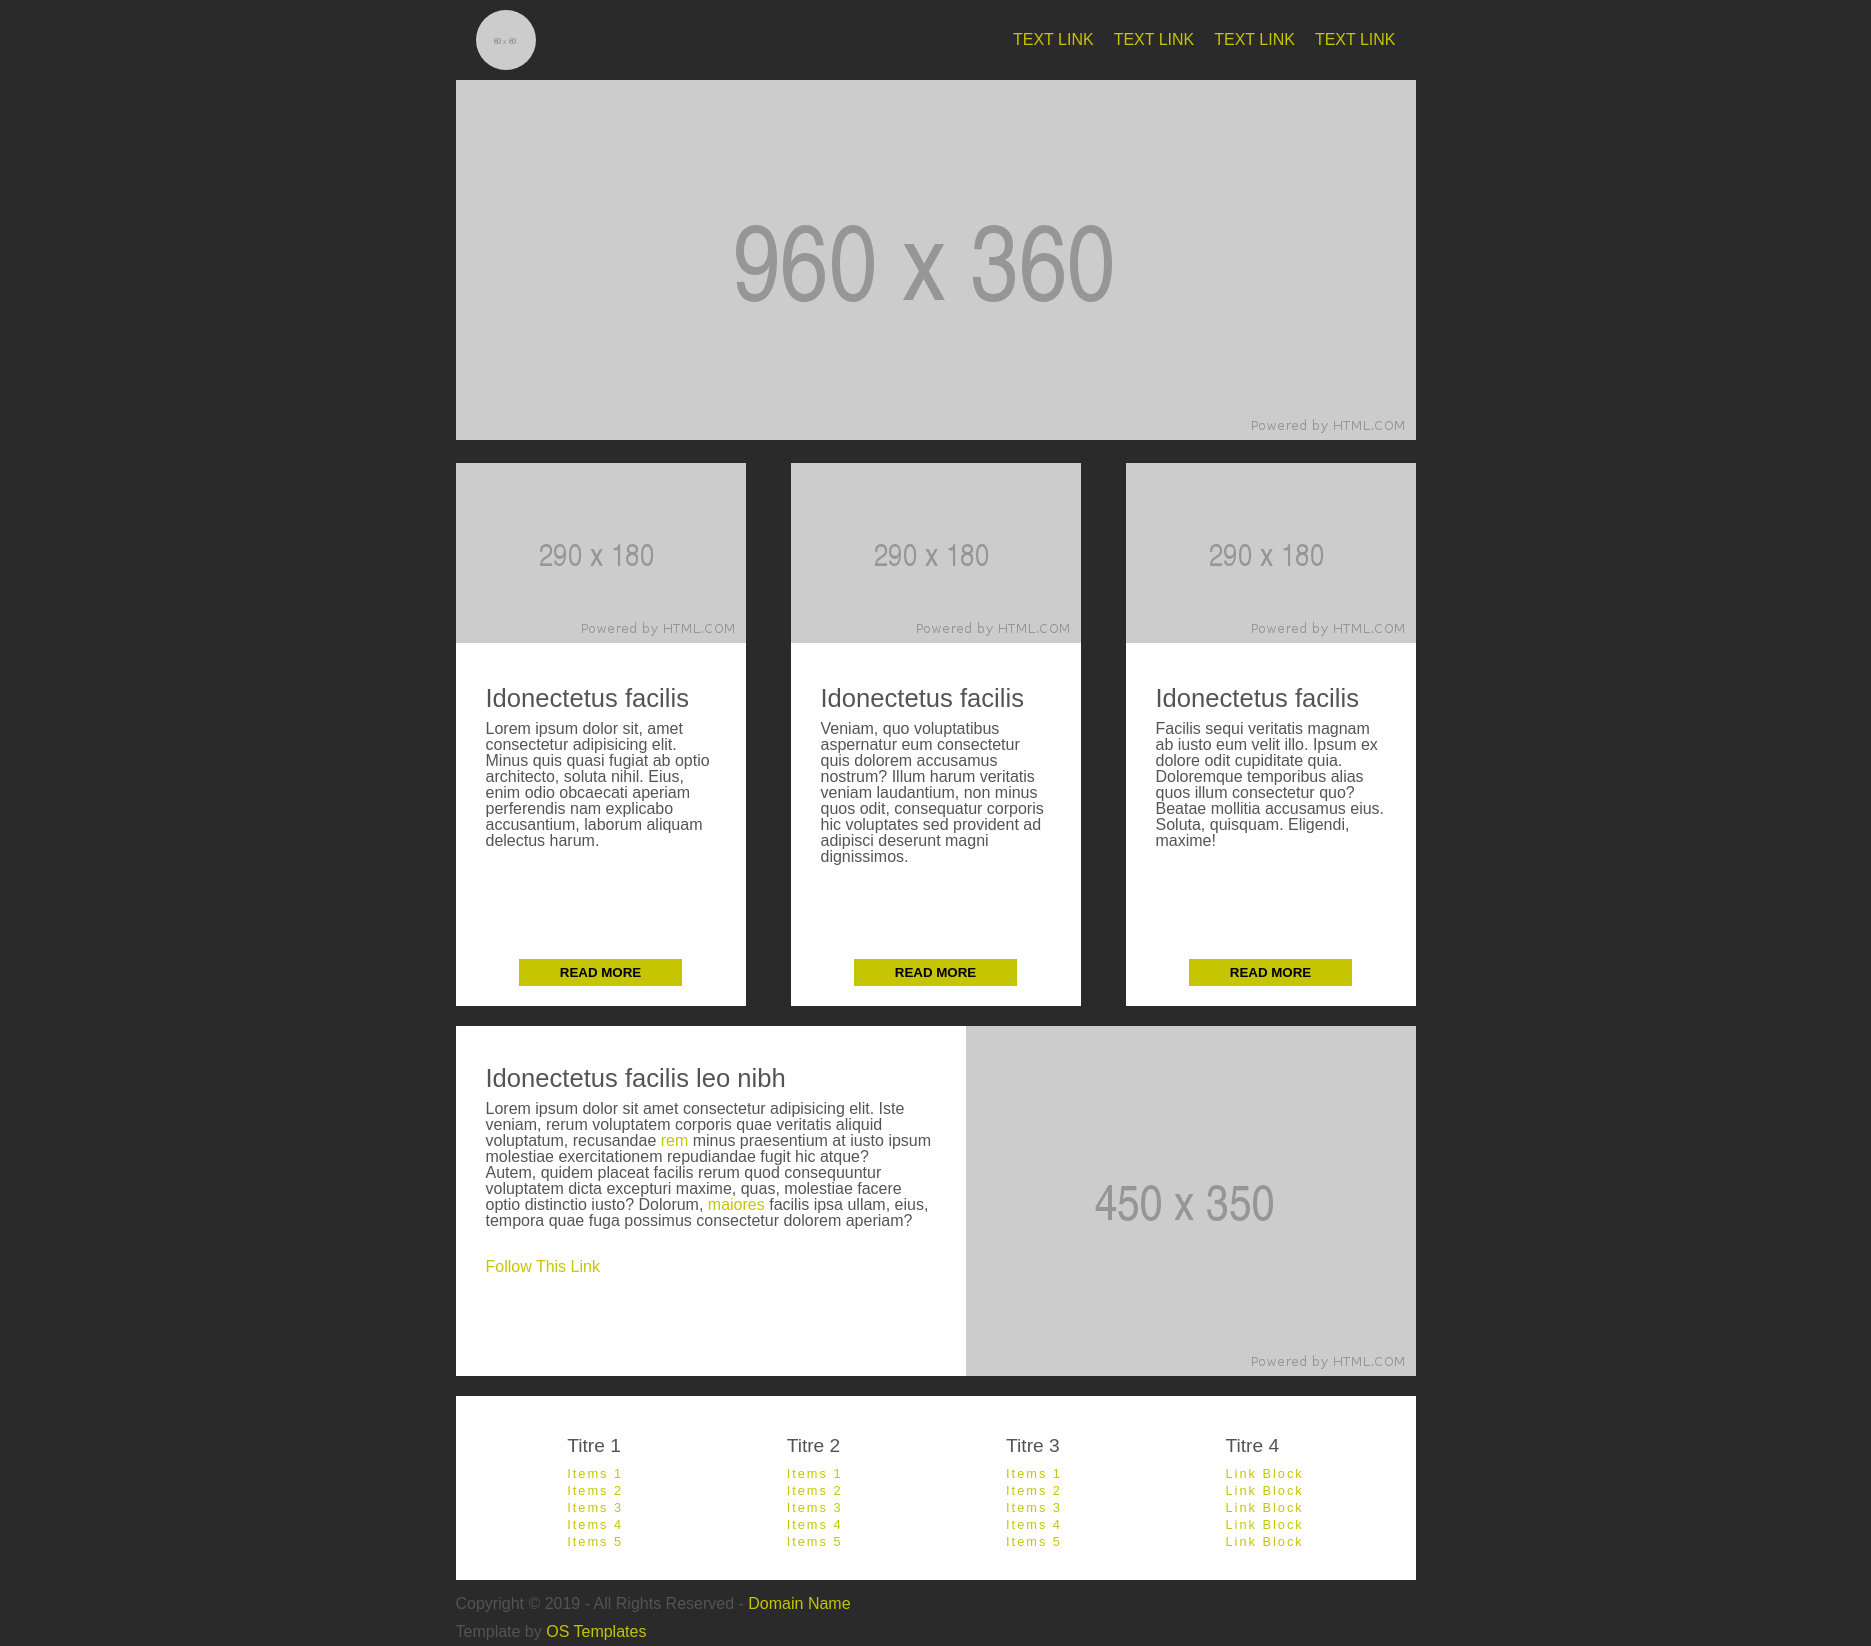 60 x 60
TEXT LINK TEXT LINK TEXT LINK TEXT LINK
960 x 360
Powered by HTML.COM
290 x 180
Powered by HTML.COM
Idonectetus facilis
Lorem ipsum dolor sit, amet
consectetur adipisicing elit.
Minus quis quasi fugiat ab optio
architecto, soluta nihil. Eius,
enim odio obcaecati aperiam
perferendis nam explicabo
accusantium, laborum aliquam
delectus harum.
READ MORE
290 x 180
Powered by HTML.COM
Idonectetus facilis
Veniam, quo voluptatibus
aspernatur eum consectetur
quis dolorem accusamus
nostrum? Illum harum veritatis
veniam laudantium, non minus
quos odit, consequatur corporis
hic voluptates sed provident ad
adipisci deserunt magni
dignissimos.
READ MORE
290 x 180
Powered by HTML.COM
Idonectetus facilis
Facilis sequi veritatis magnam
ab iusto eum velit illo. Ipsum ex
dolore odit cupiditate quia.
Doloremque temporibus alias
quos illum consectetur quo?
Beatae mollitia accusamus eius.
Soluta, quisquam. Eligendi,
maxime!
READ MORE
Idonectetus facilis leo nibh
Lorem ipsum dolor sit amet consectetur adipisicing elit. Iste
veniam, rerum voluptatem corporis quae veritatis aliquid
voluptatum, recusandae rem minus praesentium at iusto ipsum
molestiae exercitationem repudiandae fugit hic atque?
Autem, quidem placeat facilis rerum quod consequuntur
voluptatem dicta excepturi maxime, quas, molestiae facere
optio distinctio iusto? Dolorum, maiores facilis ipsa ullam, eius,
tempora quae fuga possimus consectetur dolorem aperiam?
Follow This Link
450 x 350
Powered by HTML.COM
Titre 1
Items 1
Items 2
Items 3
Items 4
Items 5
Titre 2
Items 1
Items 2
Items 3
Items 4
Items 5
Titre 3
Items 1
Items 2
Items 3
Items 4
Items 5
Titre 4
Link Block
Link Block
Link Block
Link Block
Link Block
Copyright © 2019 - All Rights Reserved - Domain Name
Template by OS Templates